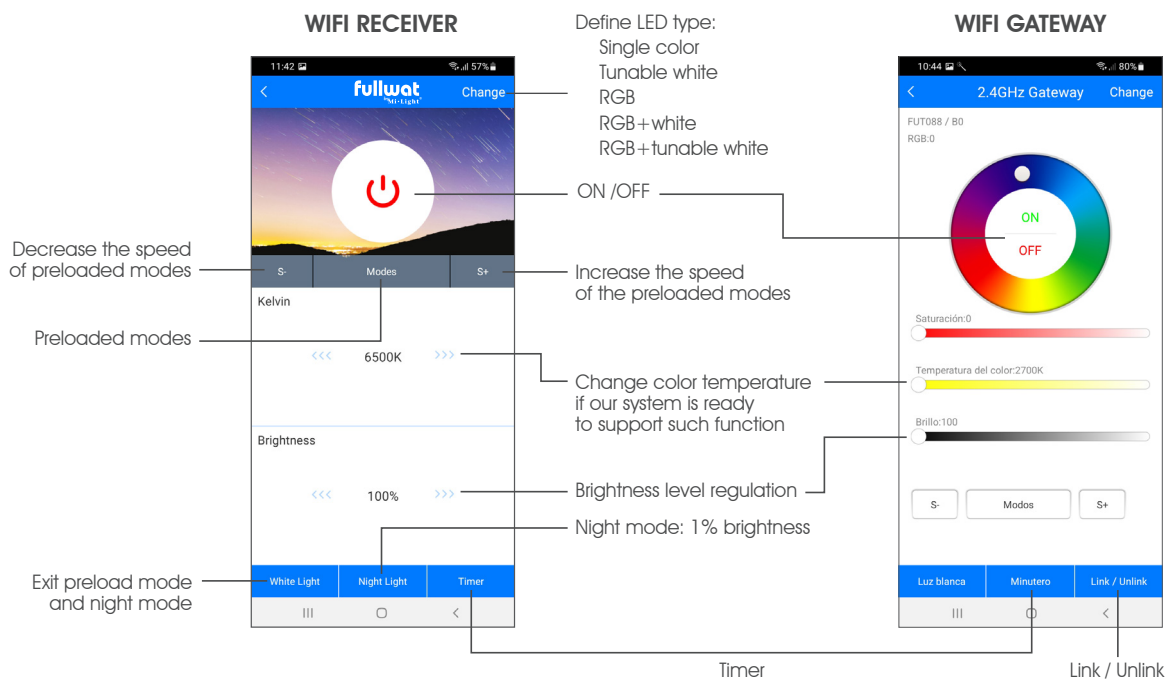 WIFI RECEIVER
11:42
57%
fullwat
by Mi·Light
Change
S-
Modes
S+
Kelvin
<<< 6500K >>>
Brightness
<<< 100% >>>
White Light
Night Light
Timer
Decrease the speed
of preloaded modes
Preloaded modes
Exit preload mode
and night mode
Define LED type:
Single color
Tunable white
RGB
RGB+white
RGB+tunable white
ON /OFF
Increase the speed
of the preloaded modes
Change color temperature
if our system is ready
to support such function
Brightness level regulation
Night mode: 1% brightness
Timer
WIFI GATEWAY
10:44
80%
2.4GHz Gateway
Change
FUT088 / B0
RGB:0
ON
OFF
Saturación:0
Temperatura del color:2700K
Brillo:100
S-
Modos
S+
Luz blanca
Minutero
Link / Unlink
Link / Unlink